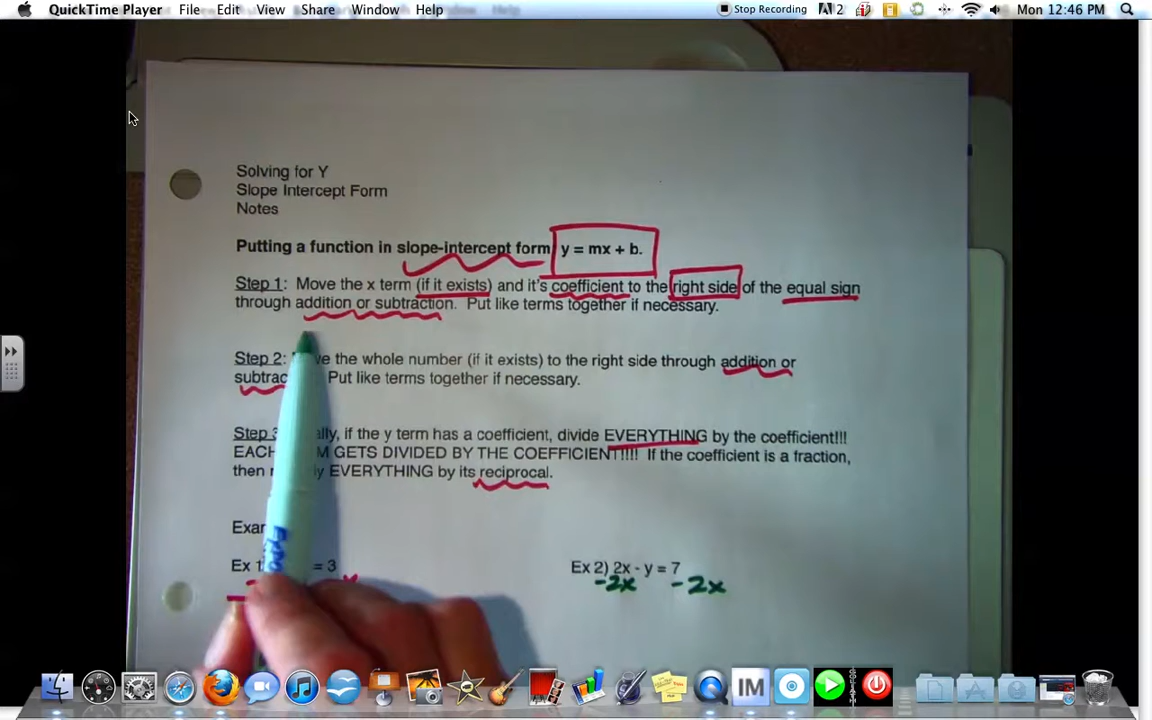 QuickTime Player File Edit View Share Window Help Stop Recording 2 Mon 12:46 PM
Solving for Y
Slope Intercept Form
Notes
Putting a function in slope-intercept form y = mx + b.
Step 1: Move the x term (if it exists) and it's coefficient to the right side of the equal sign
through addition or subtraction. Put like terms together if necessary.
Step 2: the whole number (if it exists) to the right side through addition or
Put like terms together if necessary.
Step if the y term has a coefficient, divide EVERYTHING by the coefficient!!!
GETS DIVIDED BY THE COEFFICIENT!!!! If the coefficient is a fraction,
then EVERYTHING by its reciprocal.
Ex = 3 Ex 2) 2x - y = 7
-2x -2x
IM